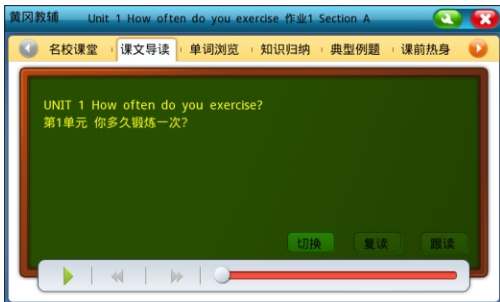 黄冈教辅 Unit 1 How often do you exercise 作业1 Section A
名校课堂 课文导读 单词浏览 知识归纳 典型例题 课前热身
UNIT 1 How often do you exercise?
第1单元 你多久锻炼一次?
切换 复读 跟读